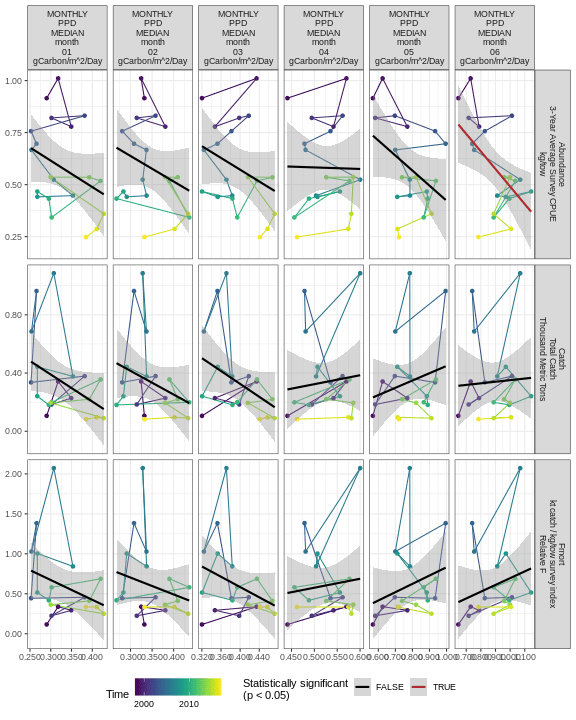 MONTHLY MONTHLY MONTHLY MONTHLY MONTHLY MONTHLY
PPD PPD PPD PPD PPD PPD
MEDIAN MEDIAN MEDIAN MEDIAN MEDIAN MEDIAN
month month month month month month
01 02 03 04 05 06
gCarbon/m^2/Day gCarbon/m^2/Day gCarbon/m^2/Day gCarbon/m^2/Day gCarbon/m^2/Day gCarbon/m^2/Day
1.00
0.75
0.50
0.25
Abundance
3-Year Average Survey CPUE
kg/tow
0.80
0.40
0.00
Catch
Total Catch
Thousand Metric Tons
2.00
1.50
1.00
0.50
0.00
Fmort
kt catch / kg/tow survey index
Relative F
0.250 0.300 0.350 0.400 0.300 0.350 0.400 0.320 0.360 0.400 0.440 0.450 0.500 0.550 0.600 0.600 0.700 0.800 0.900 1.000 0.700 0.800 0.900 1.000 1.100
Time
2000 2010
Statistically significant
(p < 0.05)
FALSE TRUE